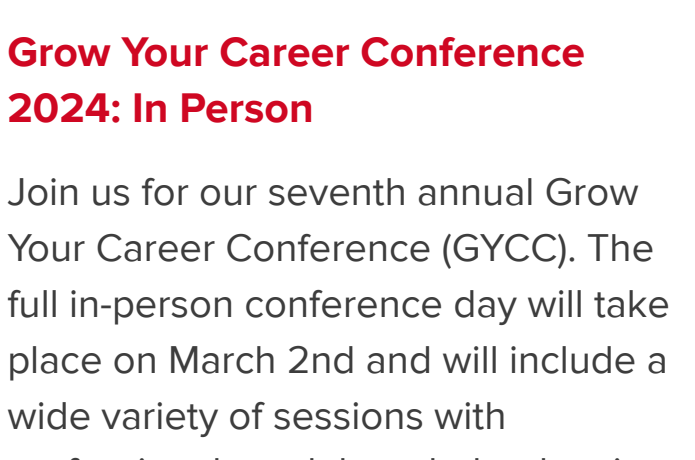 Grow Your Career Conference
2024: In Person
Join us for our seventh annual Grow
Your Career Conference (GYCC). The
full in-person conference day will take
place on March 2nd and will include a
wide variety of sessions with